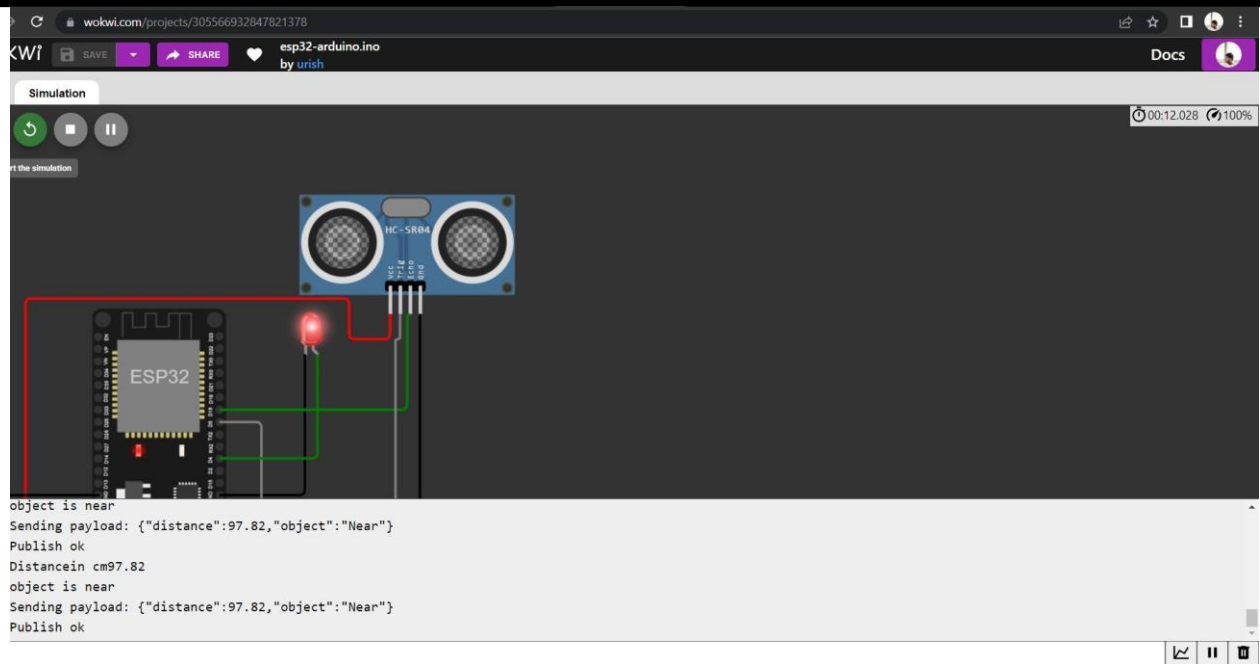 wokwi.com/projects/305566932847821378
SAVE
SHARE
esp32-arduino.ino
by urish
Docs
Simulation
00:12.028 100%
rt the simulation
HC-SR04
Vcc
Trig
Echo
Gnd
ESP32
object is near
Sending payload: {"distance":97.82,"object":"Near"}
Publish ok
Distancein cm97.82
object is near
Sending payload: {"distance":97.82,"object":"Near"}
Publish ok